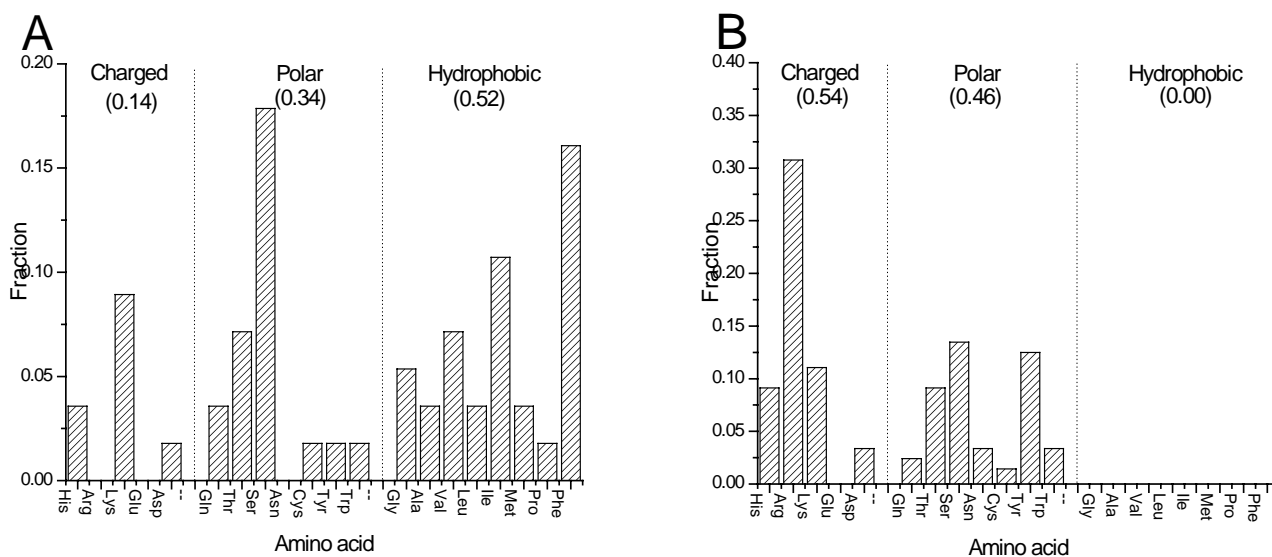 A
Charged
(0.14)
Polar
(0.34)
Hydrophobic
(0.52)
0.20
0.15
0.10
0.05
0.00
Fraction
His
Arg
Lys
Glu
Asp
--
Gln
Thr
Ser
Asn
Cys
Tyr
Trp
--
Gly
Ala
Val
Leu
Ile
Met
Pro
Phe
Amino acid
B
Charged
(0.54)
Polar
(0.46)
Hydrophobic
(0.00)
0.40
0.35
0.30
0.25
0.20
0.15
0.10
0.05
0.00
Fraction
His
Arg
Lys
Glu
Asp
--
Gln
Thr
Ser
Asn
Cys
Tyr
Trp
--
Gly
Ala
Val
Leu
Ile
Met
Pro
Phe
Amino acid